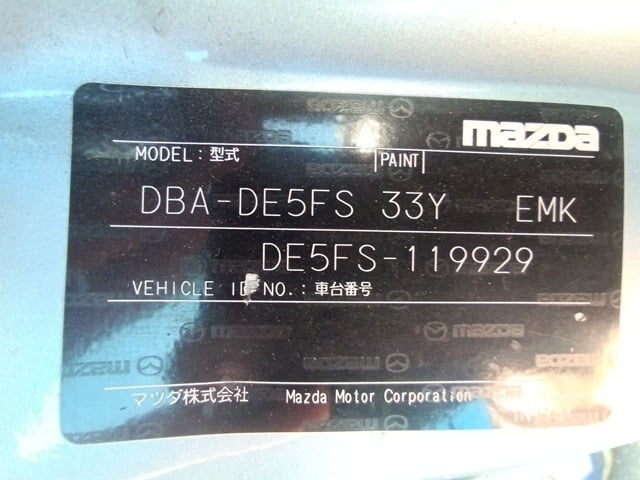 mazda
MODEL: 型式 PAINT
DBA-DE5FS 33Y EMK
DE5FS-119929
VEHICLE ID NO.: 車台番号
マツダ株式会社 Mazda Motor Corporation